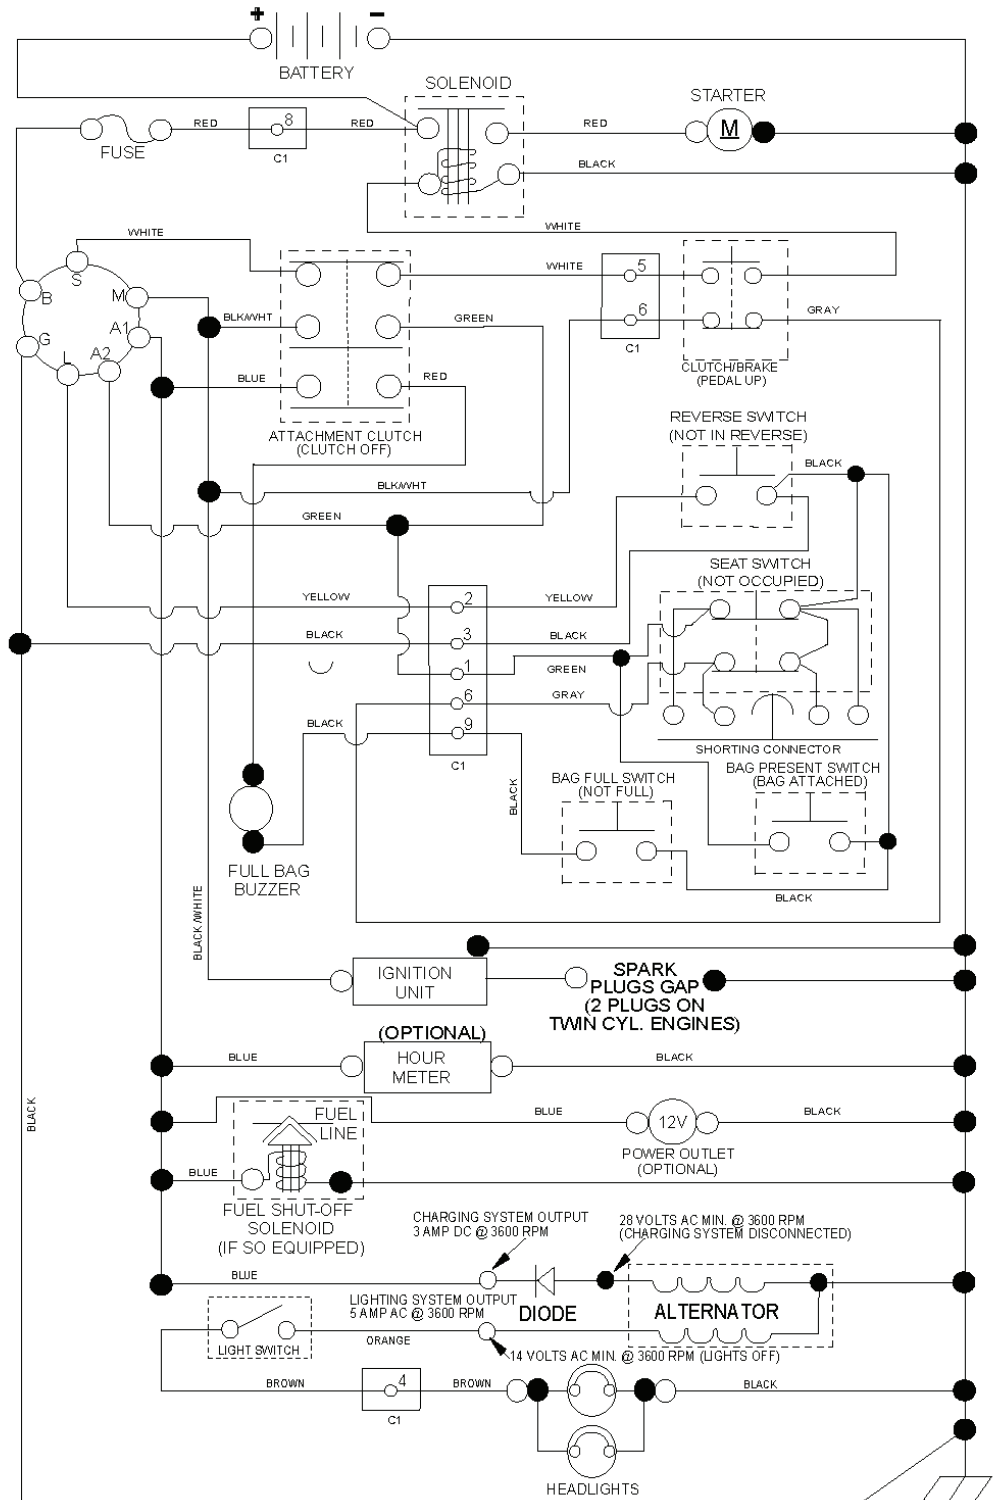 + -
BATTERY
SOLENOID
STARTER
RED 8 RED
RED
M
FUSE
C1
BLACK
WHITE
WHITE
S
B
M
A1
G
L
A2
WHITE 5
BLK/WHT
GREEN
6
GRAY
C1
BLUE
RED
CLUTCH/BRAKE
(PEDAL UP)
ATTACHMENT CLUTCH
(CLUTCH OFF)
REVERSE SWITCH
(NOT IN REVERSE)
BLACK
BLK/WHT
GREEN
SEAT SWITCH
(NOT OCCUPIED)
YELLOW 2 YELLOW
BLACK 3 BLACK
1 GREEN
6 GRAY
BLACK 9
C1
SHORTING CONNECTOR
BAG PRESENT SWITCH
(BAG ATTACHED)
BAG FULL SWITCH
(NOT FULL)
BLACK
FULL BAG
BUZZER
BLACK
BLACK/WHITE
IGNITION
UNIT
SPARK
PLUGS GAP
(2 PLUGS ON
TWIN CYL. ENGINES)
(OPTIONAL)
HOUR
METER
BLUE
BLACK
BLACK
FUEL
LINE
BLUE
12V
BLACK
POWER OUTLET
(OPTIONAL)
BLUE
FUEL SHUT-OFF
SOLENOID
(IF SO EQUIPPED)
CHARGING SYSTEM OUTPUT
3 AMP DC @ 3600 RPM
28 VOLTS AC MIN. @ 3600 RPM
(CHARGING SYSTEM DISCONNECTED)
BLUE
LIGHTING SYSTEM OUTPUT
5 AMP AC @ 3600 RPM
DIODE
ALTERNATOR
LIGHT SWITCH
ORANGE
14 VOLTS AC MIN. @ 3600 RPM (LIGHTS OFF)
BROWN 4 BROWN
BLACK
C1
HEADLIGHTS